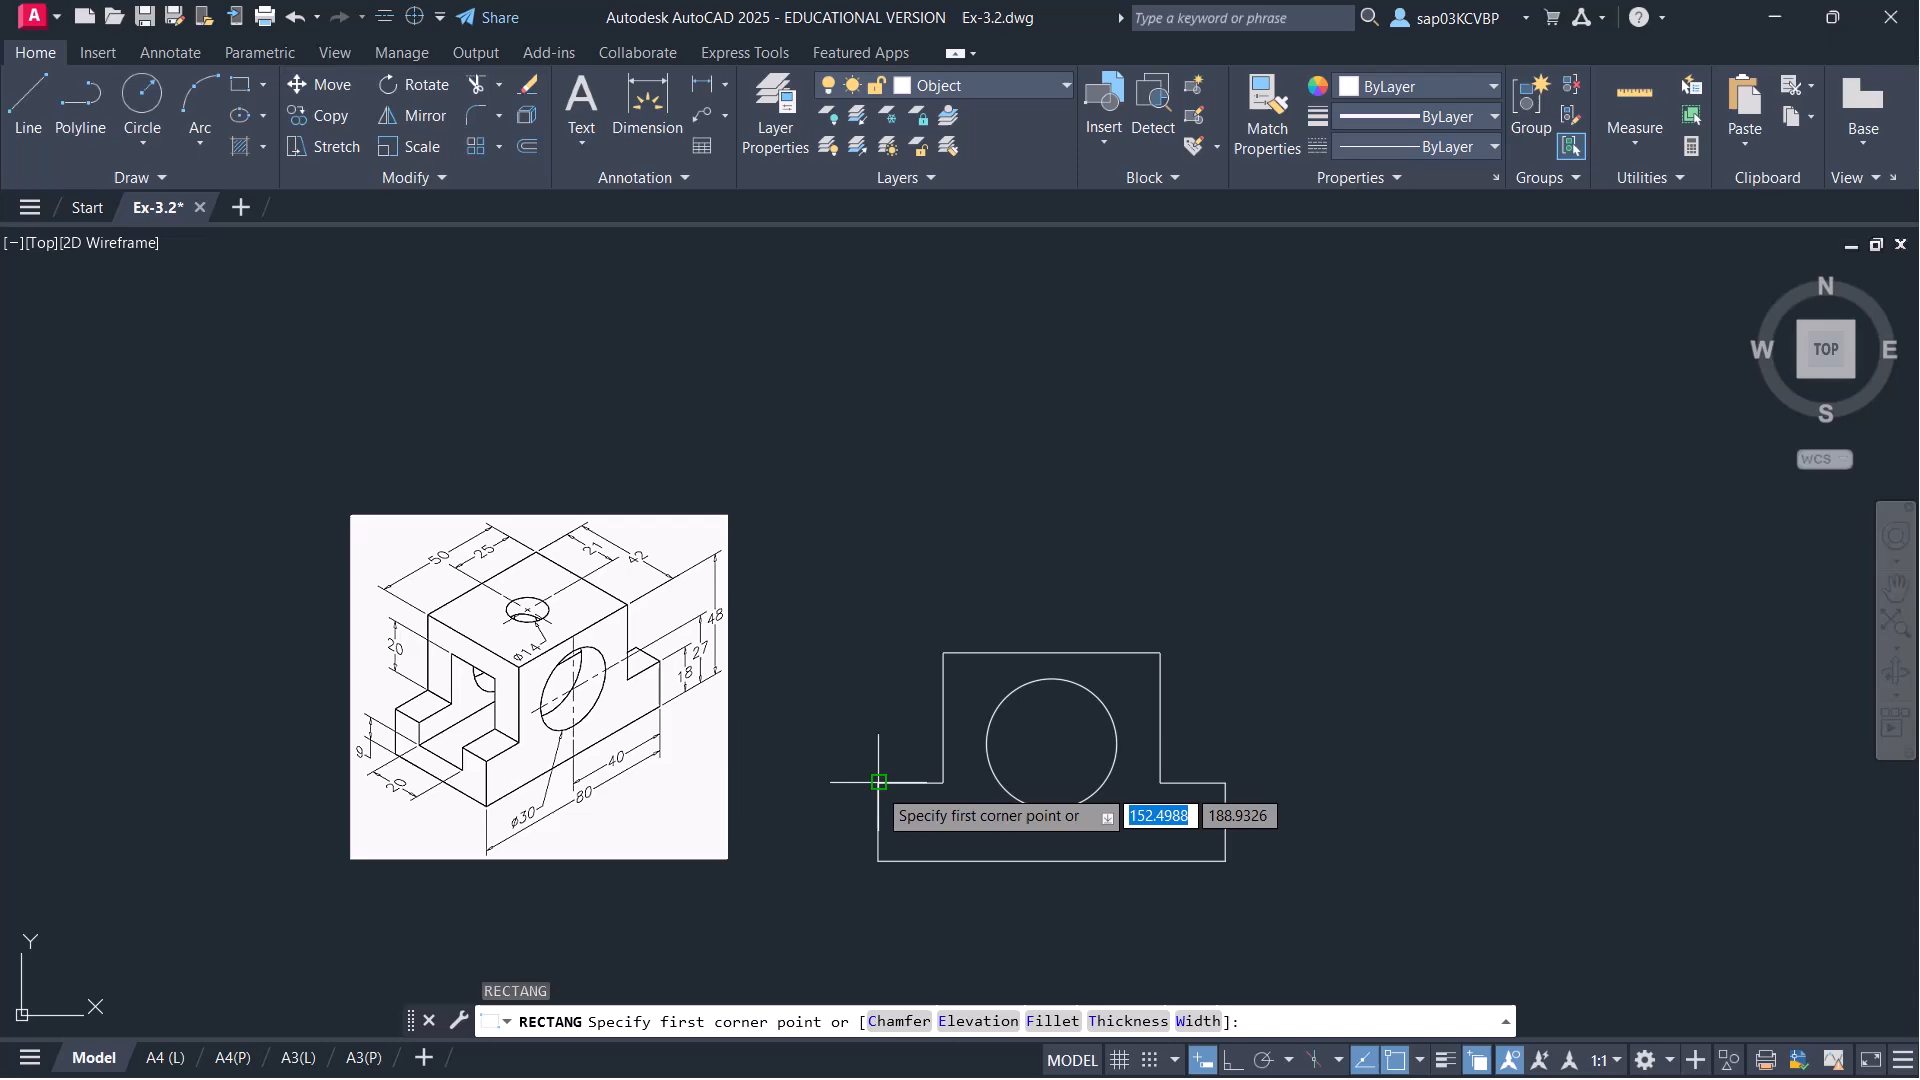 Share
Autodesk AutoCAD 2025 - EDUCATIONAL VERSION Ex-3.2.dwg
Type a keyword or phrase
sap03KCVBP
Home Insert Annotate Parametric View Manage Output Add-ins Collaborate Express Tools Featured Apps
Line Polyline Circle Arc
Move Rotate
Copy Mirror
Stretch Scale
Text Dimension
Layer Properties
Object
Insert Detect
Match Properties
ByLayer
ByLayer
ByLayer
Group
Measure
Paste
Base
Draw Modify Annotation Layers Block Properties Groups Utilities Clipboard View
Start Ex-3.2*
[−][Top][2D Wireframe]
N
W TOP E
S
WCS
50 25 21 42
48
20 27
18
Ø14
9
20
40
80
Ø30
Specify first corner point or 152.4988 188.9326
Y
X
RECTANG
RECTANG Specify first corner point or [Chamfer Elevation Fillet Thickness Width]:
Model A4 (L) A4(P) A3(L) A3(P)
MODEL 1:1